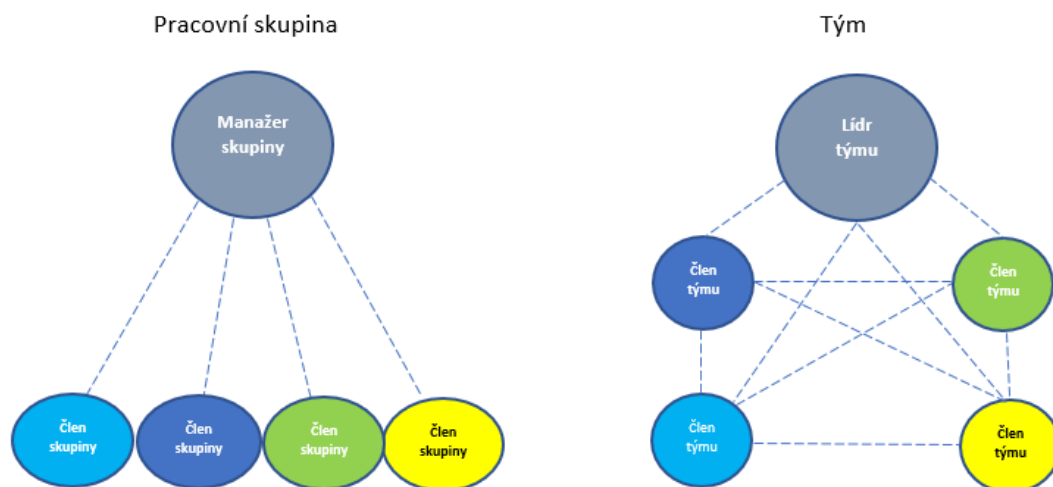 Pracovní skupina
Tým
Manažer
skupiny
Lídr
týmu
Člen
týmu
Člen
týmu
Člen
skupiny
Člen
skupiny
Člen
skupiny
Člen
skupiny
Člen
týmu
Člen
týmu